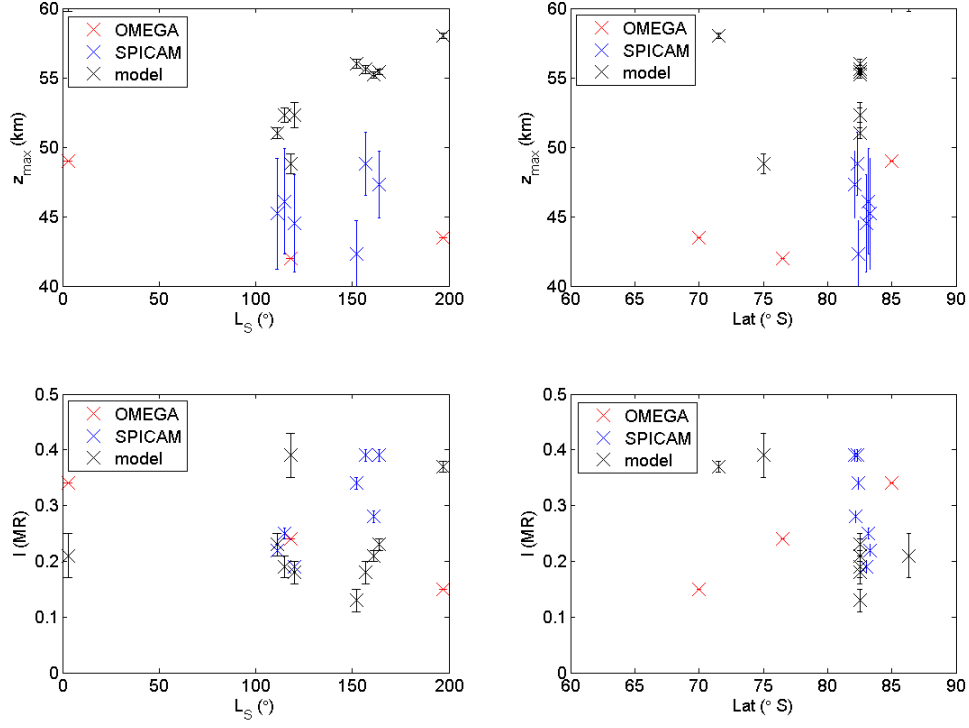 60
55
50
45
40
z_max (km)
OMEGA
SPICAM
model
0
50
100
150
200
L_S (°)
60
55
50
45
40
z_max (km)
OMEGA
SPICAM
model
60
65
70
75
80
85
90
Lat (° S)
0.5
0.4
0.3
0.2
0.1
0
I (MR)
OMEGA
SPICAM
model
0
50
100
150
200
L_S (°)
0.5
0.4
0.3
0.2
0.1
0
I (MR)
OMEGA
SPICAM
model
60
65
70
75
80
85
90
Lat (° S)